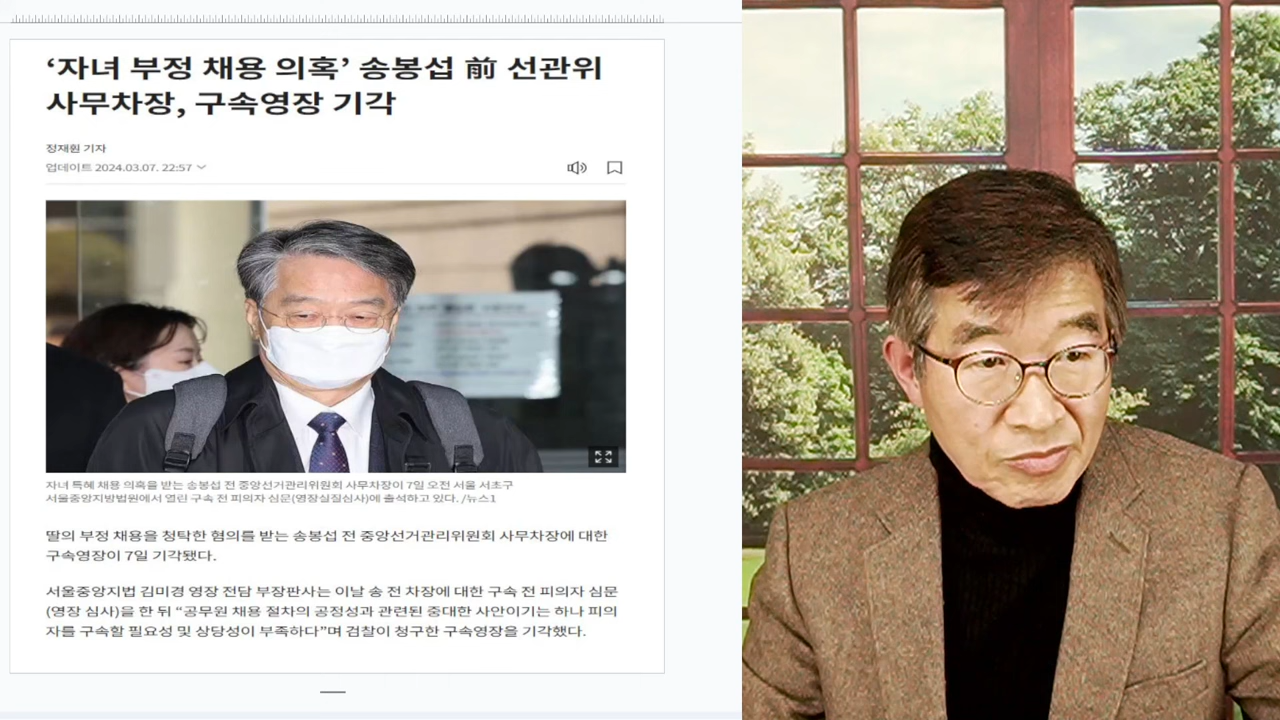 ‘자녀 부정 채용 의혹’ 송봉섭 前 선관위
사무차장, 구속영장 기각
정재훤 기자
업데이트 2024.03.07. 22:57
자녀 특혜 채용 의혹을 받는 송봉섭 전 중앙선거관리위원회 사무차장이 7일 오전 서울 서초구
서울중앙지방법원에서 열린 구속 전 피의자 심문(영장실질심사)에 출석하고 있다. /뉴스1
딸의 부정 채용을 청탁한 혐의를 받는 송봉섭 전 중앙선거관리위원회 사무차장에 대한
구속영장이 7일 기각됐다.
서울중앙지법 김미경 영장 전담 부장판사는 이날 송 전 차장에 대한 구속 전 피의자 심문
(영장 심사)을 한 뒤 “공무원 채용 절차의 공정성과 관련된 중대한 사안이기는 하나 피의
자를 구속할 필요성 및 상당성이 부족하다”며 검찰이 청구한 구속영장을 기각했다.